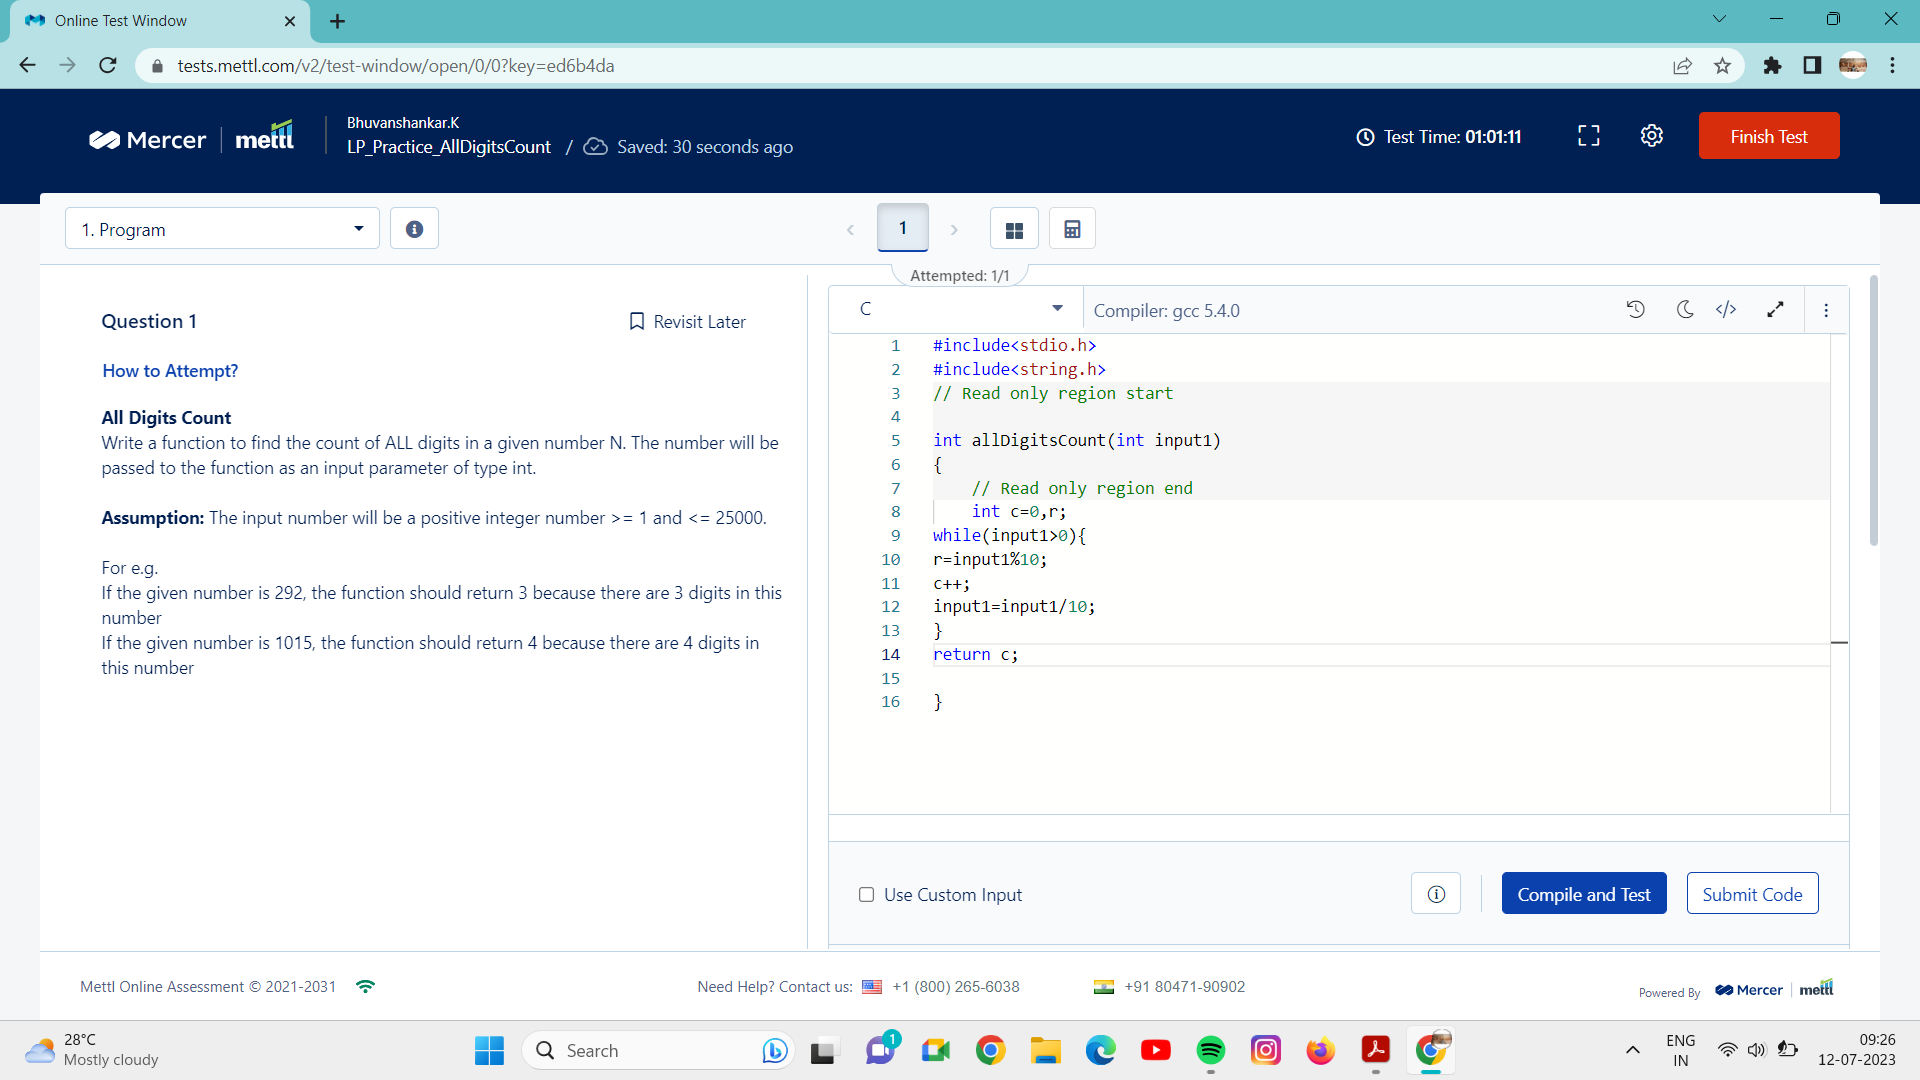 Online Test Window
tests.mettl.com/v2/test-window/open/0/0?key=ed6b4da
Mercer
mettl
Bhuvanshankar.K
LP_Practice_AllDigitsCount / Saved: 30 seconds ago
Test Time: 01:01:11
Finish Test
1. Program
1
Attempted: 1/1
Question 1
Revisit Later
How to Attempt?
All Digits Count
Write a function to find the count of ALL digits in a given number N. The number will be
passed to the function as an input parameter of type int.
Assumption: The input number will be a positive integer number >= 1 and <= 25000.
For e.g.
If the given number is 292, the function should return 3 because there are 3 digits in this
number
If the given number is 1015, the function should return 4 because there are 4 digits in
this number
C
Compiler: gcc 5.4.0
1 #include<stdio.h>
2 #include<string.h>
3 // Read only region start
4
5 int allDigitsCount(int input1)
6 {
7 // Read only region end
8 int c=0,r;
9 while(input1>0){
10 r=input1%10;
11 c++;
12 input1=input1/10;
13 }
14 return c;
15
16 }
Use Custom Input
Compile and Test
Submit Code
Mettl Online Assessment © 2021-2031
Need Help? Contact us: +1 (800) 265-6038
+91 80471-90902
Powered By Mercer mettl
28°C
Mostly cloudy
Search
1
ENG
IN
09:26
12-07-2023